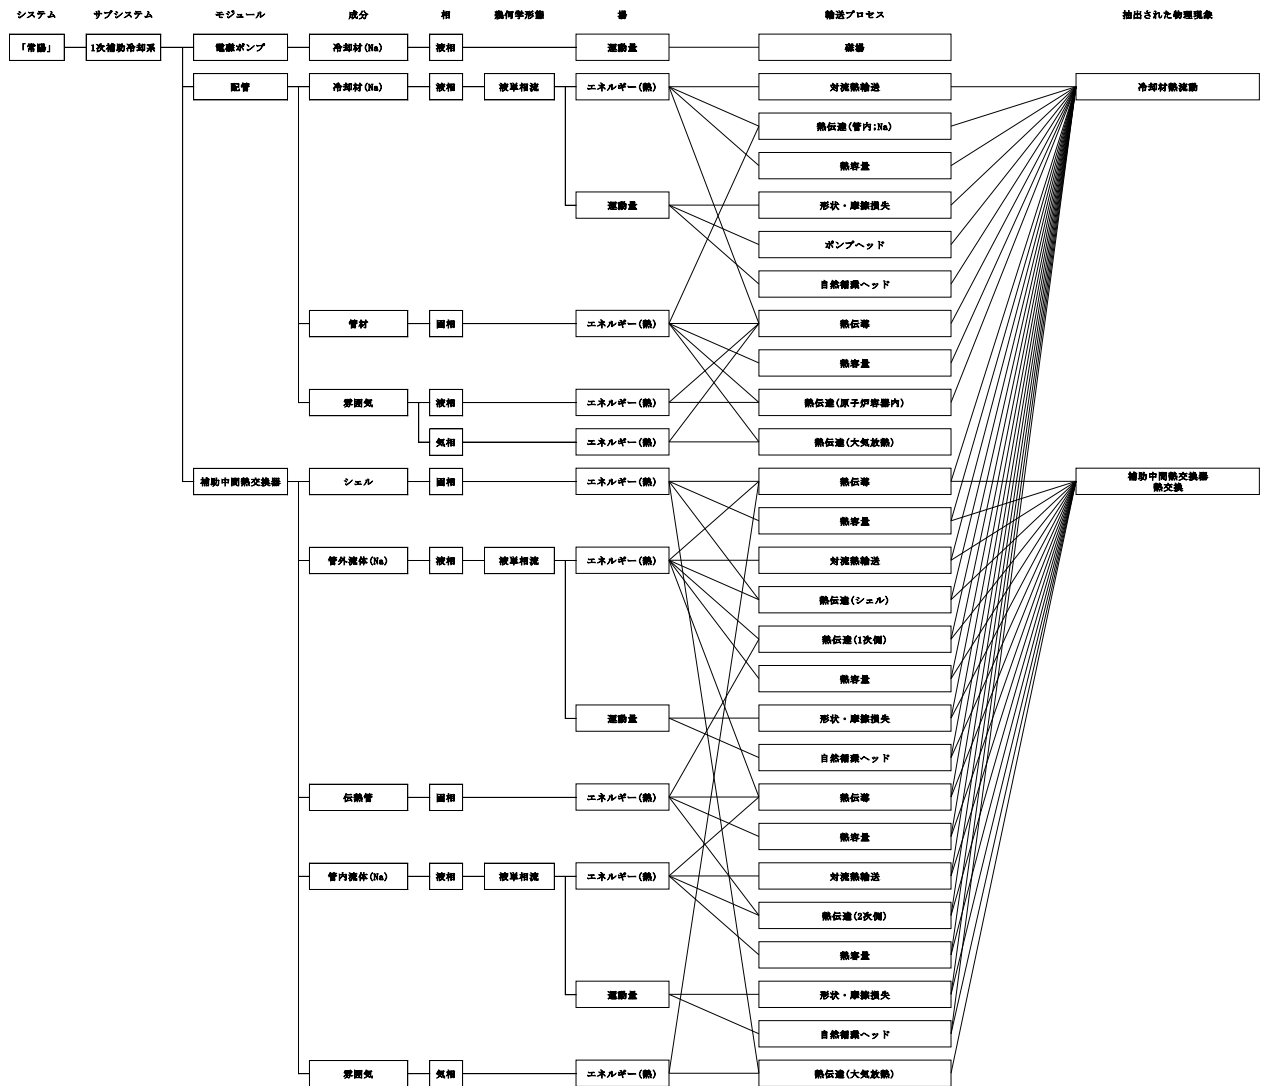 システム サブシステム モジュール 成分 相 幾何学形態 場 輸送プロセス 抽出された物理現象
「常陽」 1次補助冷却系 電磁ポンプ 冷却材(Na) 液相 運動量 磁場
配管 冷却材(Na) 液相 液単相流 エネルギー(熱) 対流熱輸送 冷却材熱流動
熱伝達(管内;Na)
熱容量
運動量 形状・摩擦損失
ポンプヘッド
自然循環ヘッド
管材 固相 エネルギー(熱) 熱伝導
熱容量
雰囲気 液相 エネルギー(熱) 熱伝達(原子炉容器内)
気相 エネルギー(熱) 熱伝達(大気放熱)
補助中間熱交換器 シェル 固相 エネルギー(熱) 熱伝導 補助中間熱交換器
熱交換
熱容量
管外流体(Na) 液相 液単相流 エネルギー(熱) 対流熱輸送
熱伝達(シェル)
熱伝達(1次側)
熱容量
運動量 形状・摩擦損失
自然循環ヘッド
伝熱管 固相 エネルギー(熱) 熱伝導
熱容量
管内流体(Na) 液相 液単相流 エネルギー(熱) 対流熱輸送
熱伝達(2次側)
熱容量
運動量 形状・摩擦損失
自然循環ヘッド
雰囲気 気相 エネルギー(熱) 熱伝達(大気放熱)